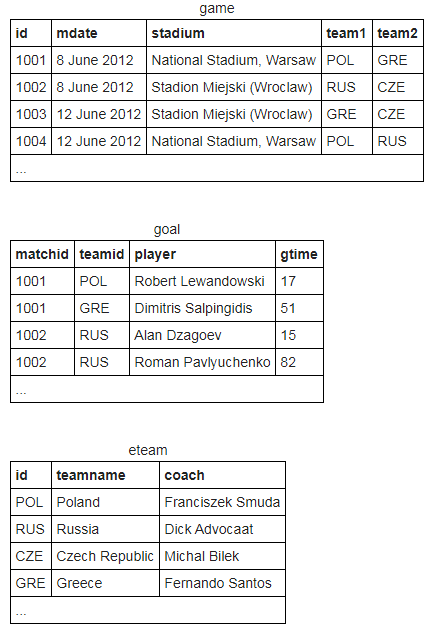 game
id mdate stadium team1 team2
1001 8 June 2012 National Stadium, Warsaw POL GRE
1002 8 June 2012 Stadion Miejski (Wroclaw) RUS CZE
1003 12 June 2012 Stadion Miejski (Wroclaw) GRE CZE
1004 12 June 2012 National Stadium, Warsaw POL RUS
...
goal
matchid teamid player gtime
1001 POL Robert Lewandowski 17
1001 GRE Dimitris Salpingidis 51
1002 RUS Alan Dzagoev 15
1002 RUS Roman Pavlyuchenko 82
...
eteam
id teamname coach
POL Poland Franciszek Smuda
RUS Russia Dick Advocaat
CZE Czech Republic Michal Bilek
GRE Greece Fernando Santos
...